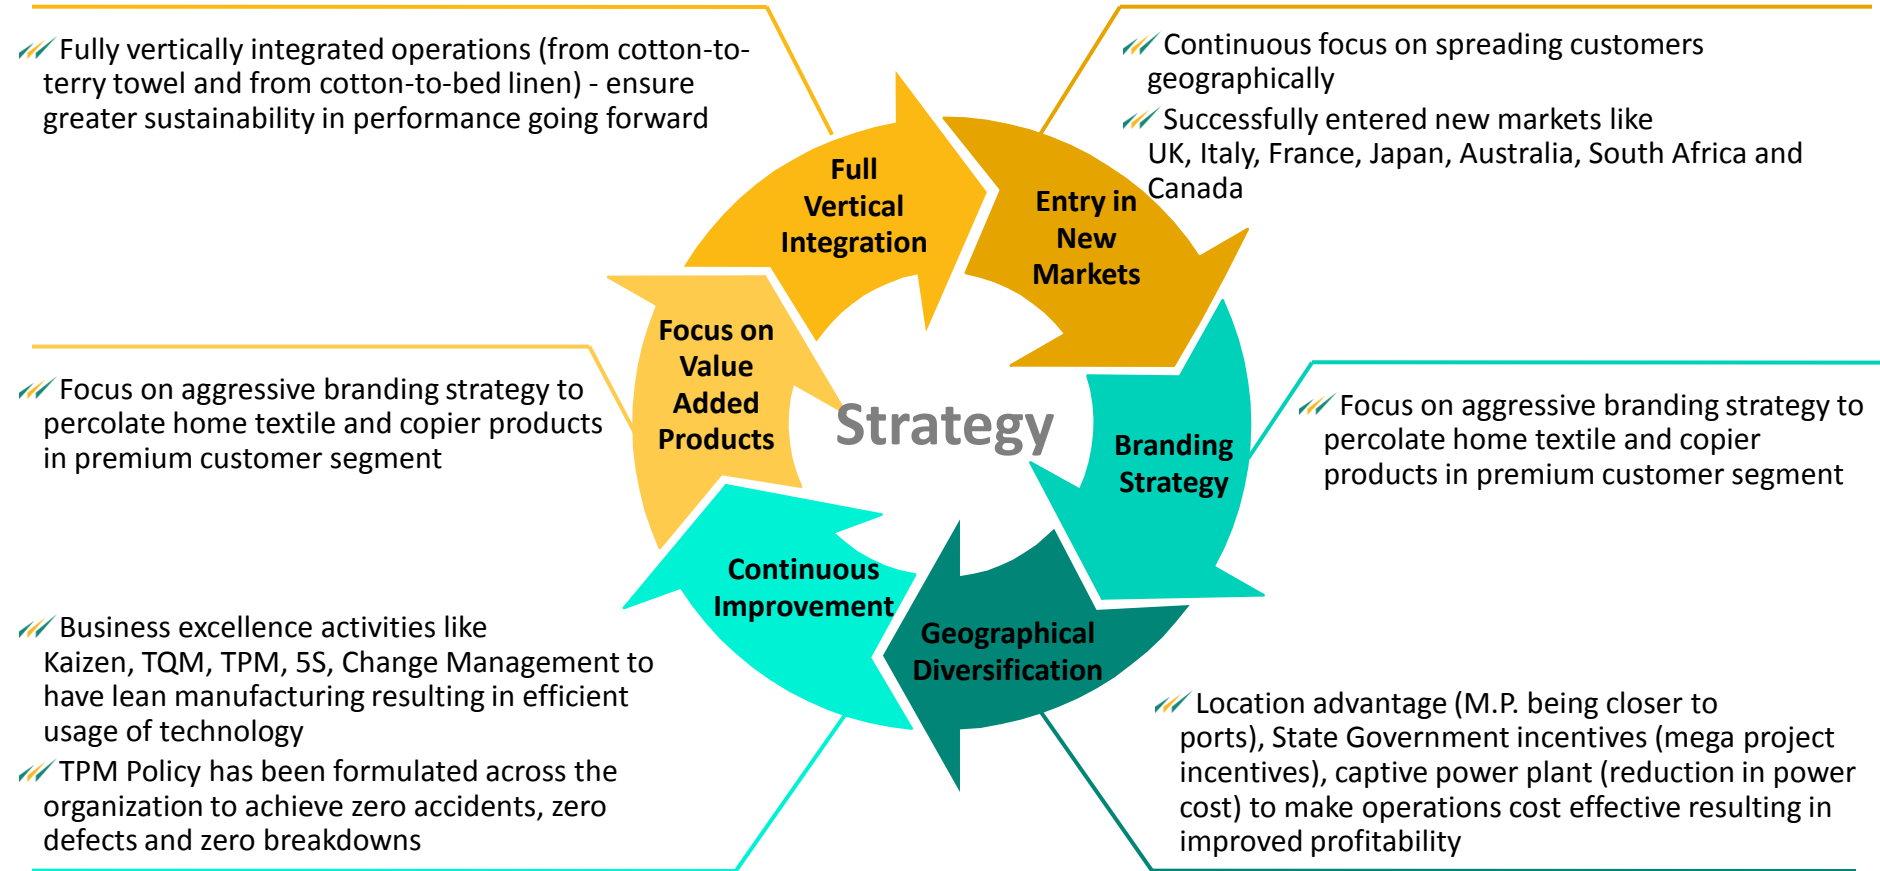 Fully vertically integrated operations (from cotton-to-
terry towel and from cotton-to-bed linen) - ensure
greater sustainability in performance going forward
Continuous focus on spreading customers
geographically
Successfully entered new markets like
UK, Italy, France, Japan, Australia, South Africa and
Canada
Full
Vertical
Integration
Entry in
New
Markets
Focus on
Value
Added
Products
Strategy
Branding
Strategy
Focus on aggressive branding strategy to
percolate home textile and copier products
in premium customer segment
Focus on aggressive branding strategy to
percolate home textile and copier
products in premium customer segment
Continuous
Improvement
Geographical
Diversification
Business excellence activities like
Kaizen, TQM, TPM, 5S, Change Management to
have lean manufacturing resulting in efficient
usage of technology
TPM Policy has been formulated across the
organization to achieve zero accidents, zero
defects and zero breakdowns
Location advantage (M.P. being closer to
ports), State Government incentives (mega project
incentives), captive power plant (reduction in power
cost) to make operations cost effective resulting in
improved profitability